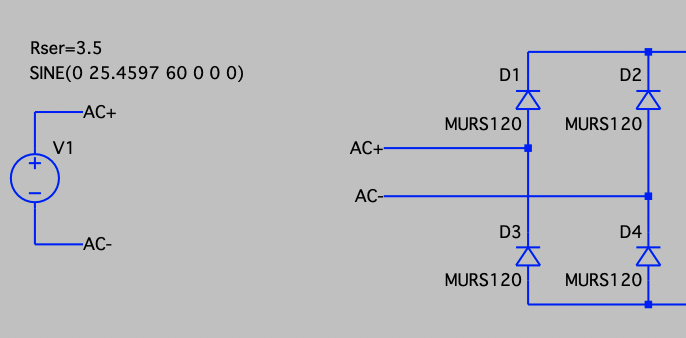 Rser=3.5
SINE(0 25.4597 60 0 0 0)
AC+
V1
AC-
D1
D2
MURS120
MURS120
AC+
AC-
D3
D4
MURS120
MURS120